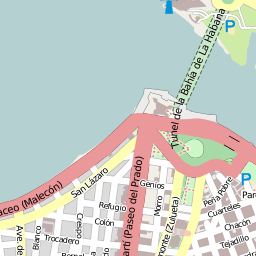 P
Túnel de la Bahía de La Habana
aceo (Malecón)
San Lázaro
artí (Paseo del Prado)
Genios
Refugio
Colón
Trocadero
Blanco
Ave. de
Crespo
Morro
onte (Zulueta)
P
Peña Pobre
Cuarteles
Chacón
Tejadillo